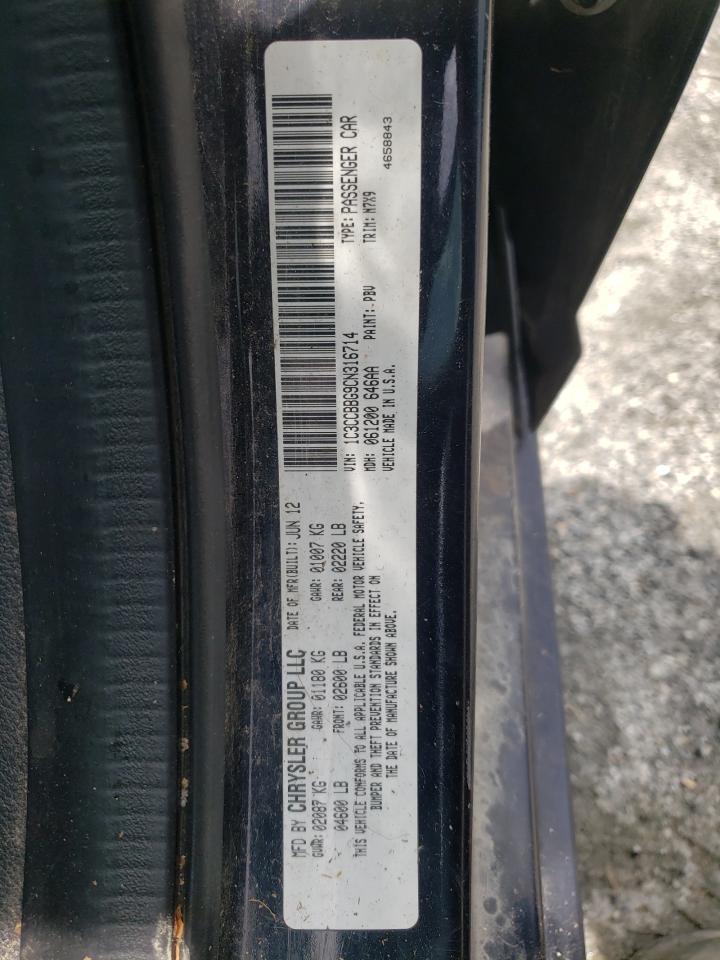 MFD BY CHRYSLER GROUP LLC DATE OF MFR(BUILT): JUN 12
GVWR: 02087 KG GAWR: 01180 KG GAWR: 01007 KG
04600 LB FRONT: 02600 LB REAR: 02220 LB
THIS VEHICLE CONFORMS TO ALL APPLICABLE U.S.A. FEDERAL MOTOR VEHICLE SAFETY,
BUMPER AND THEFT PREVENTION STANDARDS IN EFFECT ON
THE DATE OF MANUFACTURE SHOWN ABOVE.
VIN: 1C3CCBBG9CN316714 TYPE: PASSENGER CAR
MDH: 061200 646AA PAINT: PBV TRIM: N7X9
VEHICLE MADE IN U.S.A. 4658843